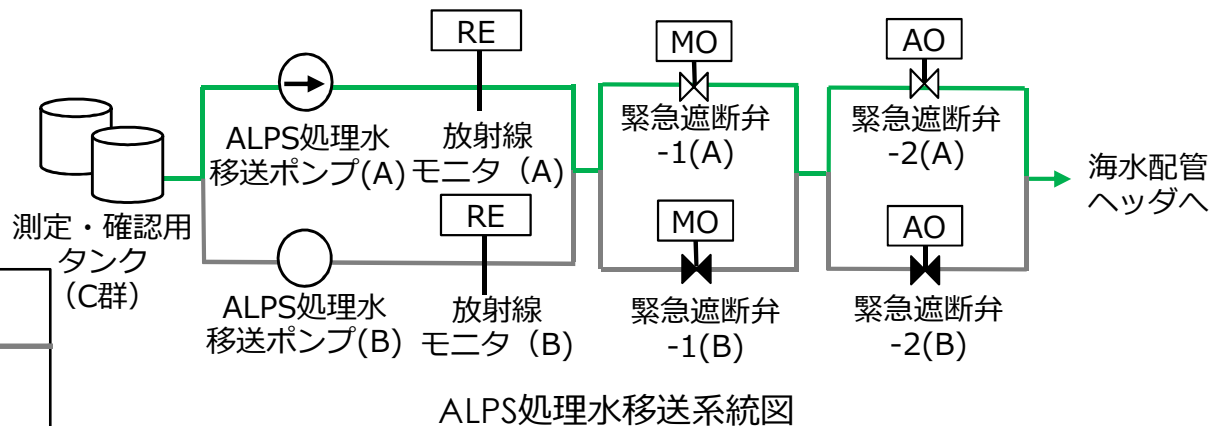 RE
MO
AO
ALPS処理水
移送ポンプ(A)
放射線
モニタ（A）
緊急遮断弁
-1(A)
緊急遮断弁
-2(A)
測定・確認用
タンク
（C群）
海水配管
ヘッダへ
RE
MO
AO
ALPS処理水
移送ポンプ(B)
放射線
モニタ（B）
緊急遮断弁
-1(B)
緊急遮断弁
-2(B)
ALPS処理水移送系統図